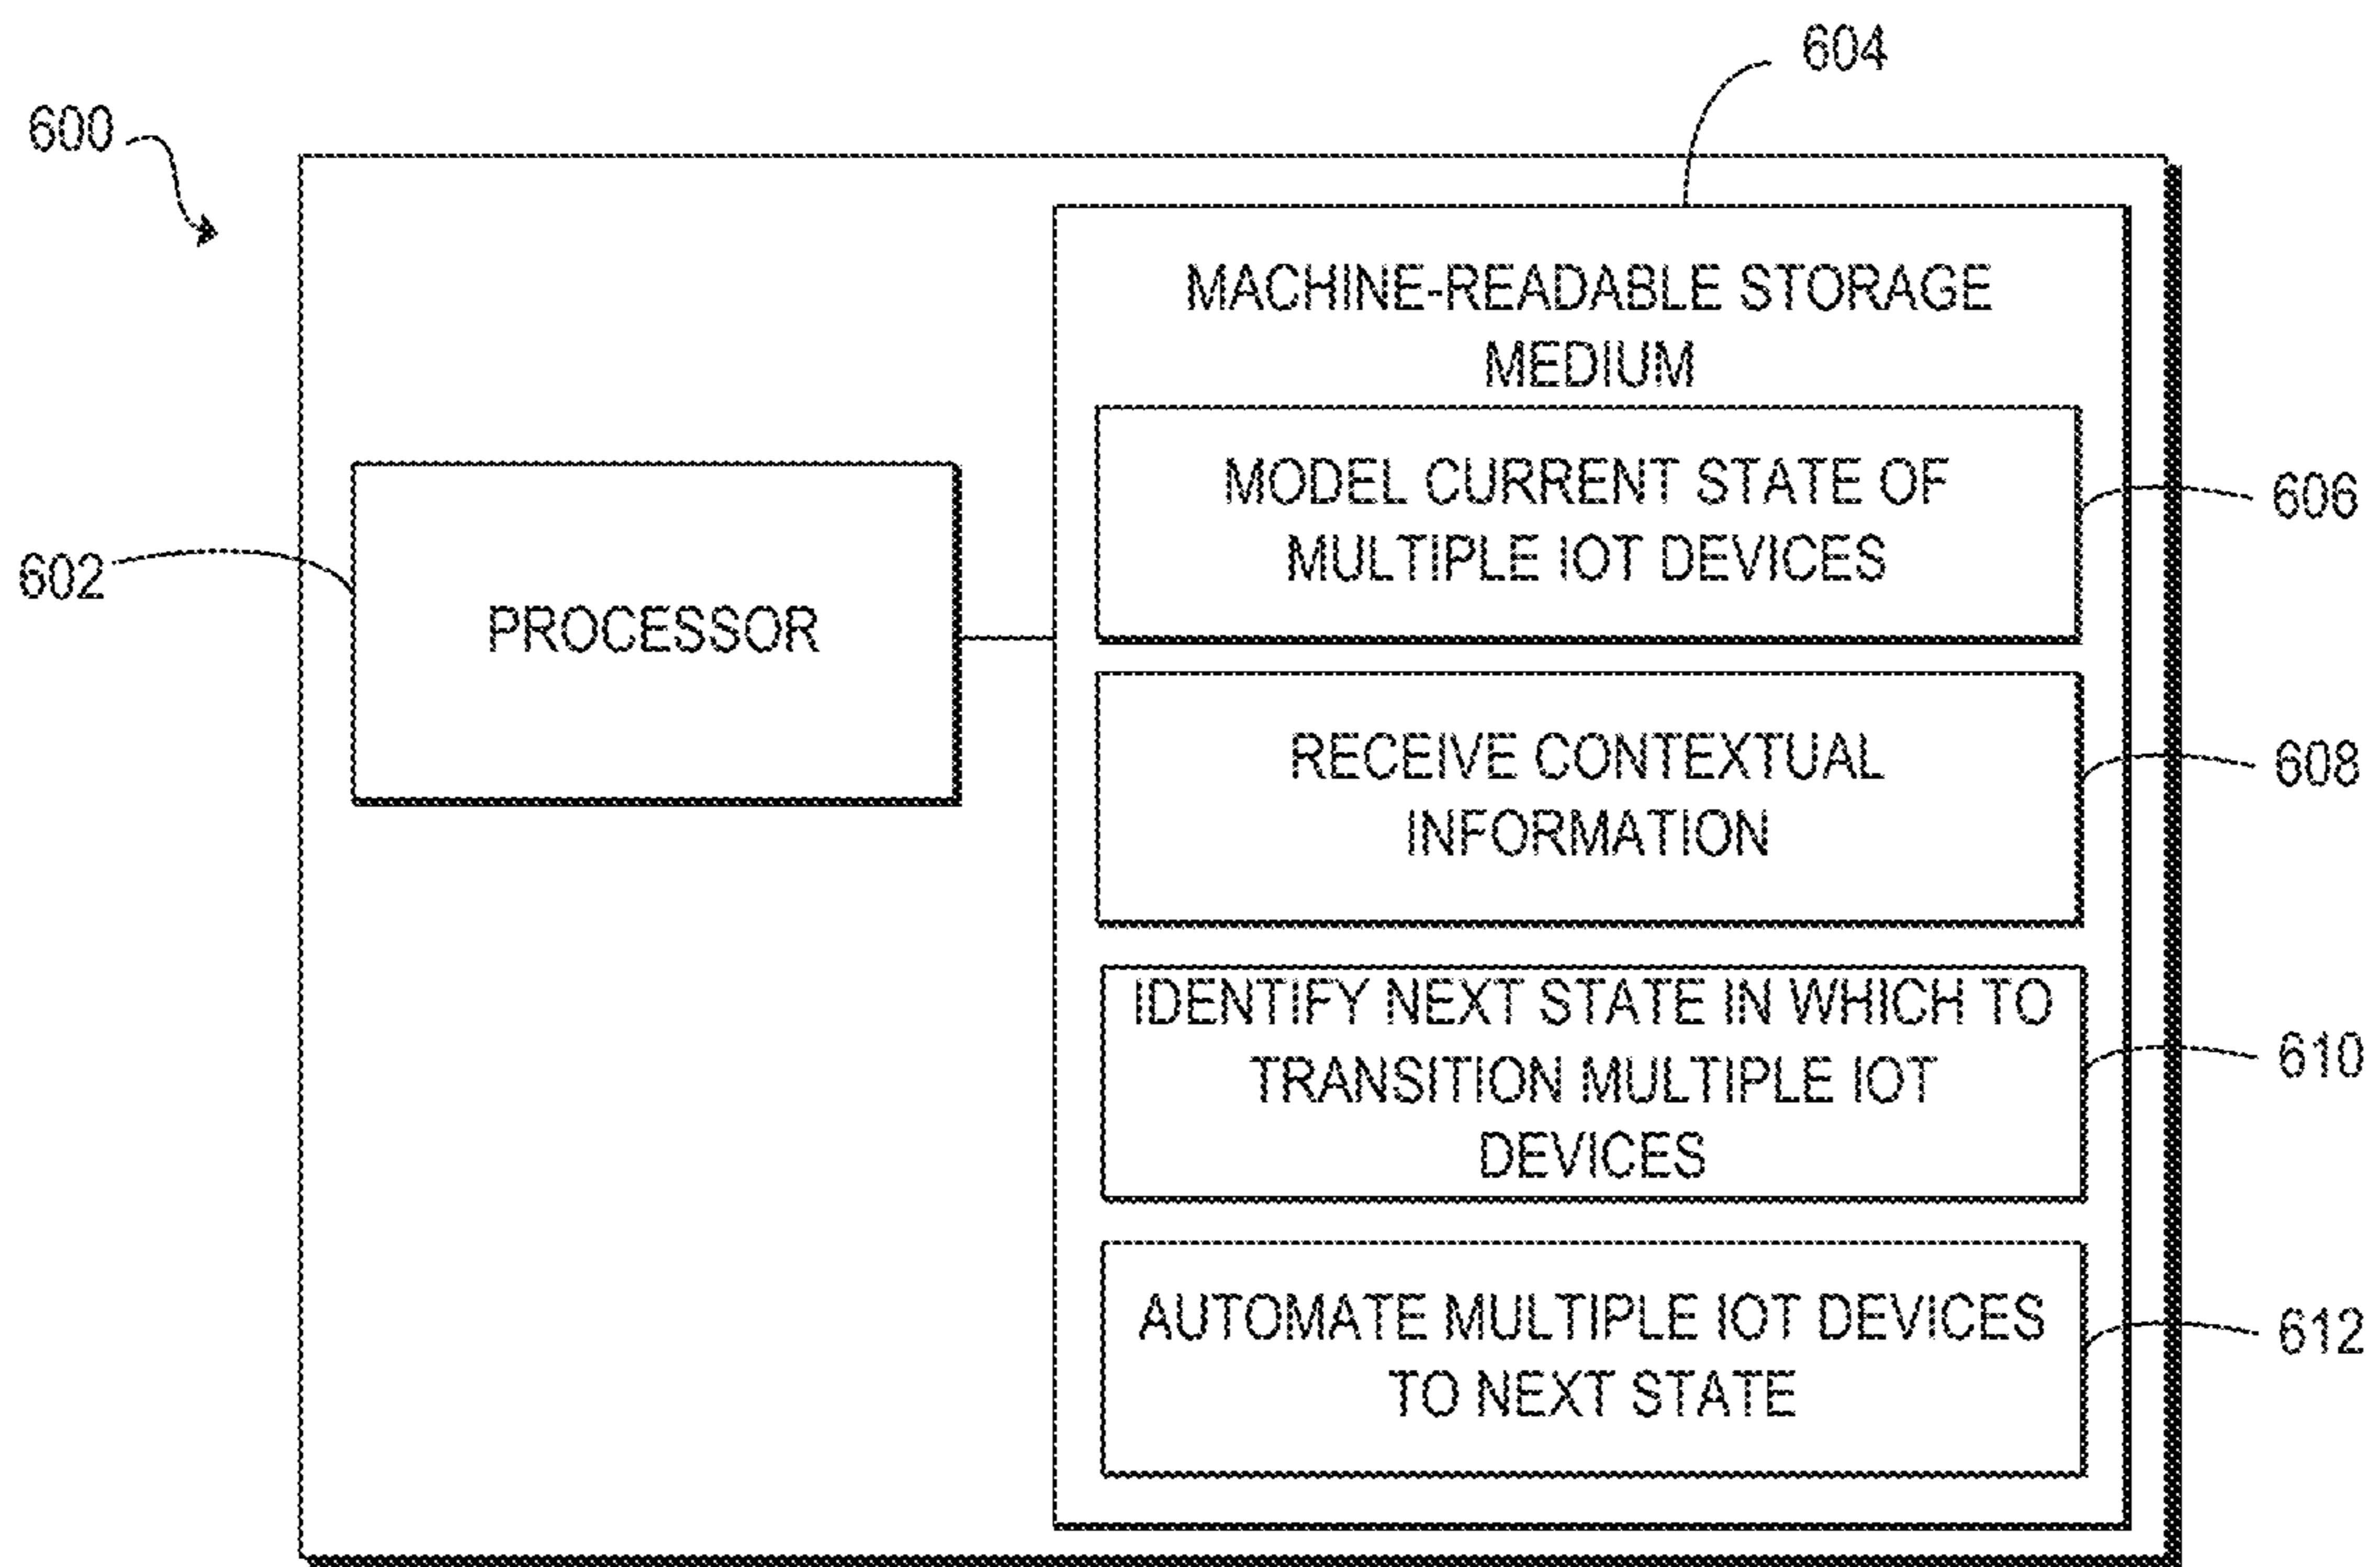 604
600
MACHINE-READABLE STORAGE
MEDIUM
MODEL CURRENT STATE OF
MULTIPLE IOT DEVICES
606
602
PROCESSOR
RECEIVE CONTEXTUAL
INFORMATION
608
IDENTIFY NEXT STATE IN WHICH TO
TRANSITION MULTIPLE IOT
DEVICES
610
AUTOMATE MULTIPLE IOT DEVICES
TO NEXT STATE
612